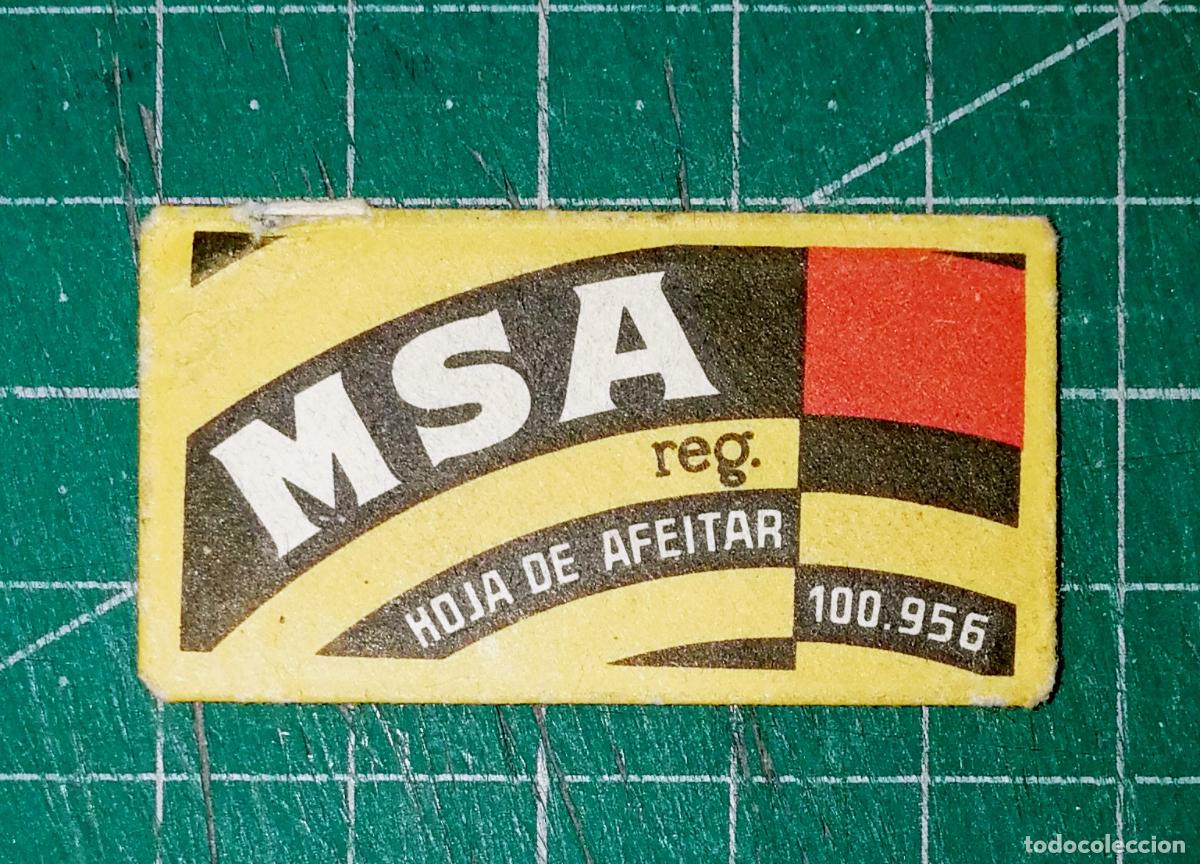 MSA
reg.
HOJA DE AFEITAR
100.956
todocoleccion